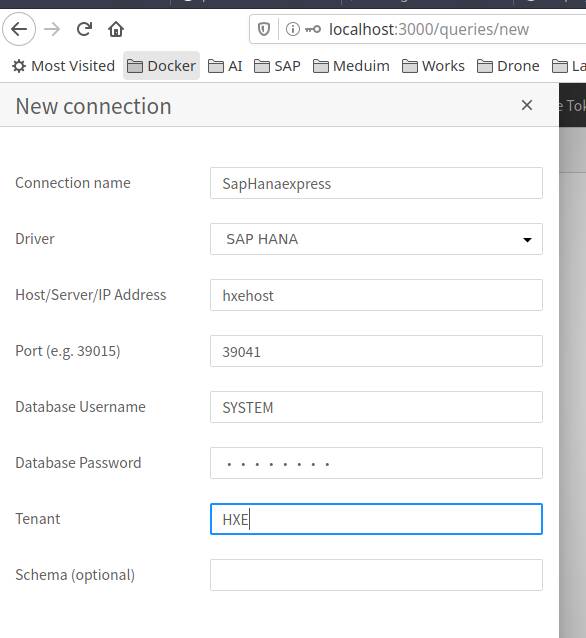 localhost:3000/queries/new
Most Visited Docker AI SAP Meduim Works Drone La
New connection
e Tok
Connection name SapHanaexpress
Driver SAP HANA
Host/Server/IP Address hxehost
Port (e.g. 39015) 39041
Database Username SYSTEM
Database Password ••••••••
Tenant HXE
Schema (optional)